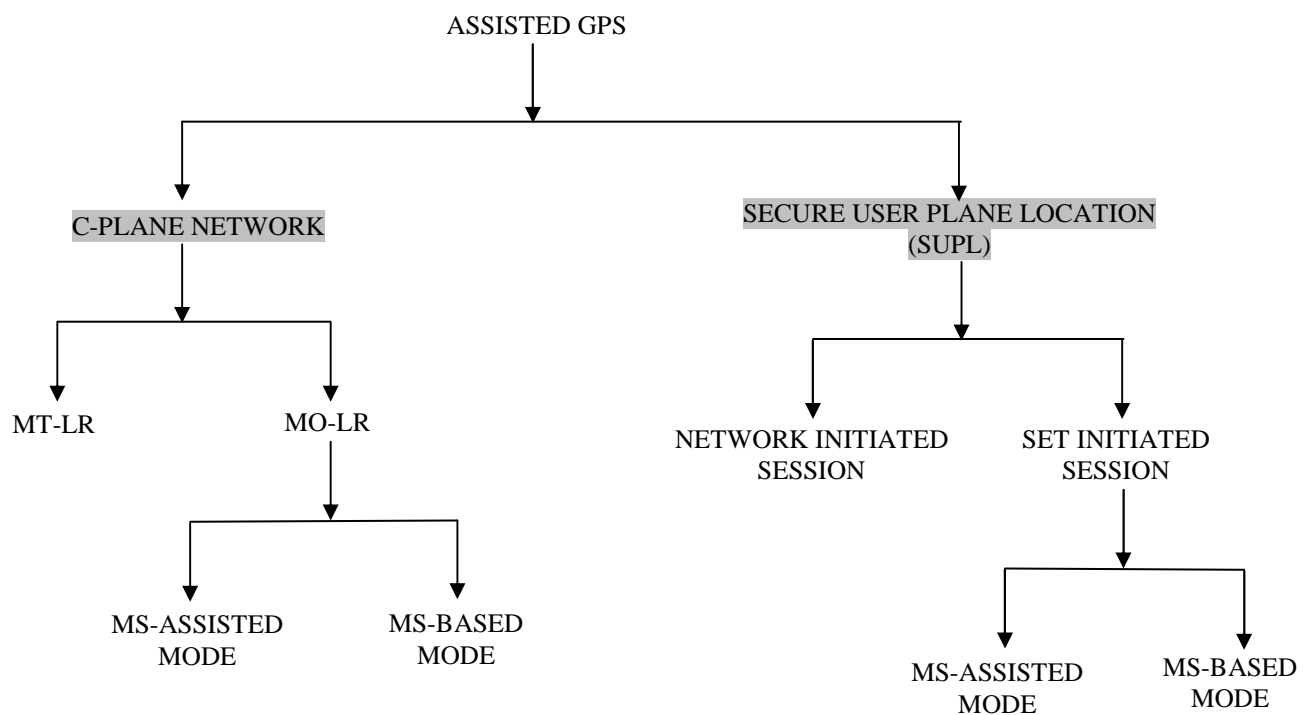 ASSISTED GPS
C-PLANE NETWORK
SECURE USER PLANE LOCATION
(SUPL)
MT-LR
MO-LR
NETWORK INITIATED
SESSION
SET INITIATED
SESSION
MS-ASSISTED
MODE
MS-BASED
MODE
MS-ASSISTED
MODE
MS-BASED
MODE